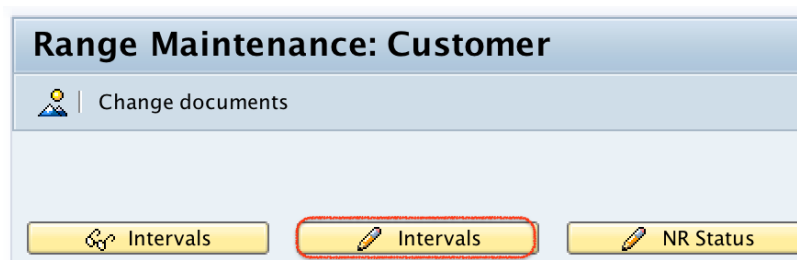 Range Maintenance: Customer
Change documents
Intervals Intervals NR Status